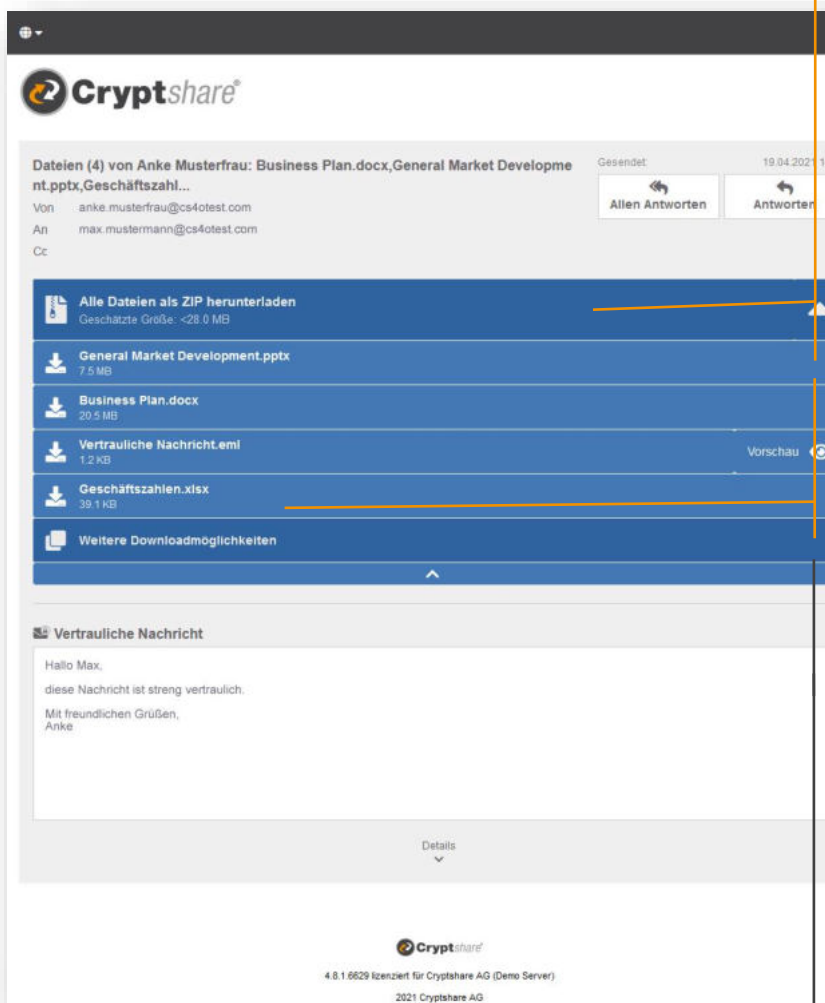 Cryptshare®
Dateien (4) von Anke Musterfrau: Business Plan.docx,General Market Developme
nt.pptx,Geschäftszahl...
Von anke.musterfrau@cs4otest.com
An max.mustermann@cs4otest.com
Cc
Gesendet 19.04.2021
Allen Antworten
Antworten
Alle Dateien als ZIP herunterladen
Geschätzte Größe: <28.0 MB
General Market Development.pptx
7.5 MB
Business Plan.docx
20.5 MB
Vertrauliche Nachricht.eml
1.2 KB
Vorschau
Geschäftszahlen.xlsx
39.1 KB
Weitere Downloadmöglichkeiten
Vertrauliche Nachricht
Hallo Max,
diese Nachricht ist streng vertraulich.
Mit freundlichen Grüßen,
Anke
Details
Cryptshare®
4.8.1.6629 lizenziert für Cryptshare AG (Demo Server)
2021 Cryptshare AG